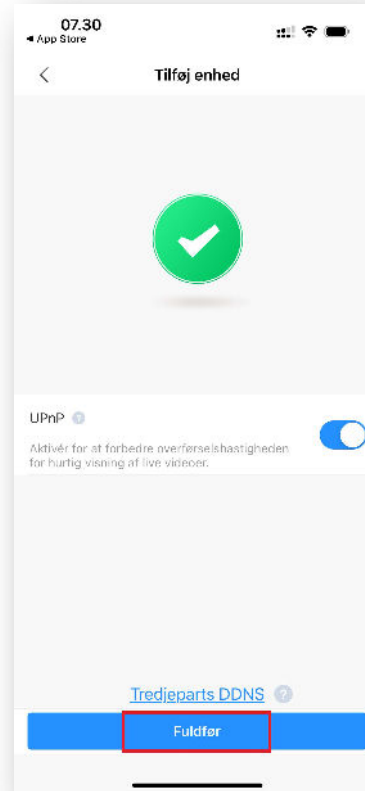 07.30
App Store
Tilføj enhed
UPnP
Aktivér for at forbedre overførselshastigheden
for hurtig visning af live videoer.
Tredjeparts DDNS
Fuldfør